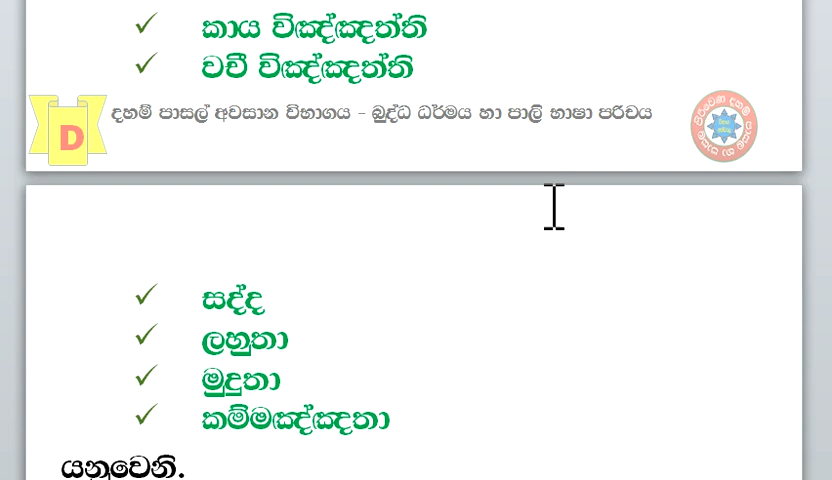 කාය විඤ්ඤත්ති
වචී විඤ්ඤත්ති
D
දහම් පාසල් අවසාන විභාගය - බුද්ධ ධර්මය හා පාලි භාෂා පරිචය
සද්ද
ලහුතා
මුදුතා
කම්මඤ්ඤතා
යනුවෙනි.